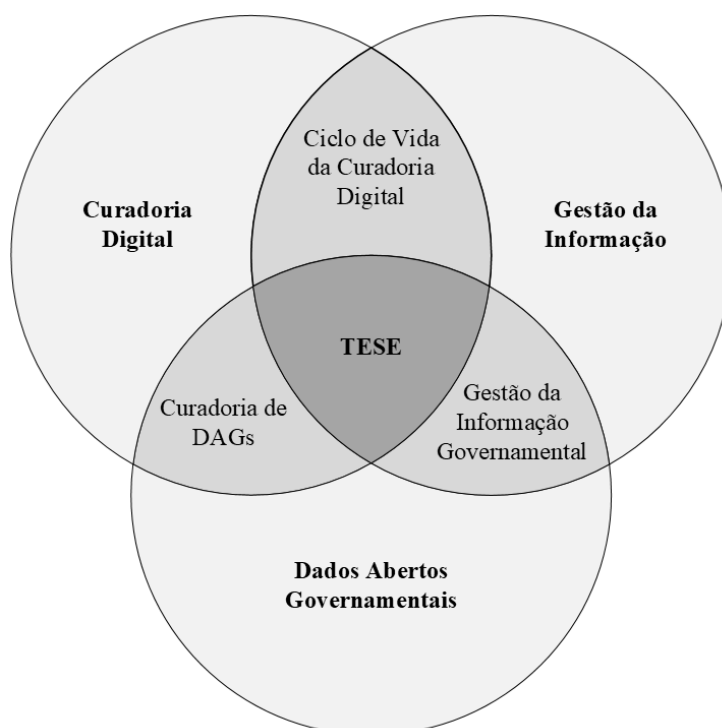 Ciclo de Vida
da Curadoria
Digital
Curadoria
Digital
Gestão da
Informação
TESE
Curadoria de
DAGs
Gestão da
Informação
Governamental
Dados Abertos
Governamentais